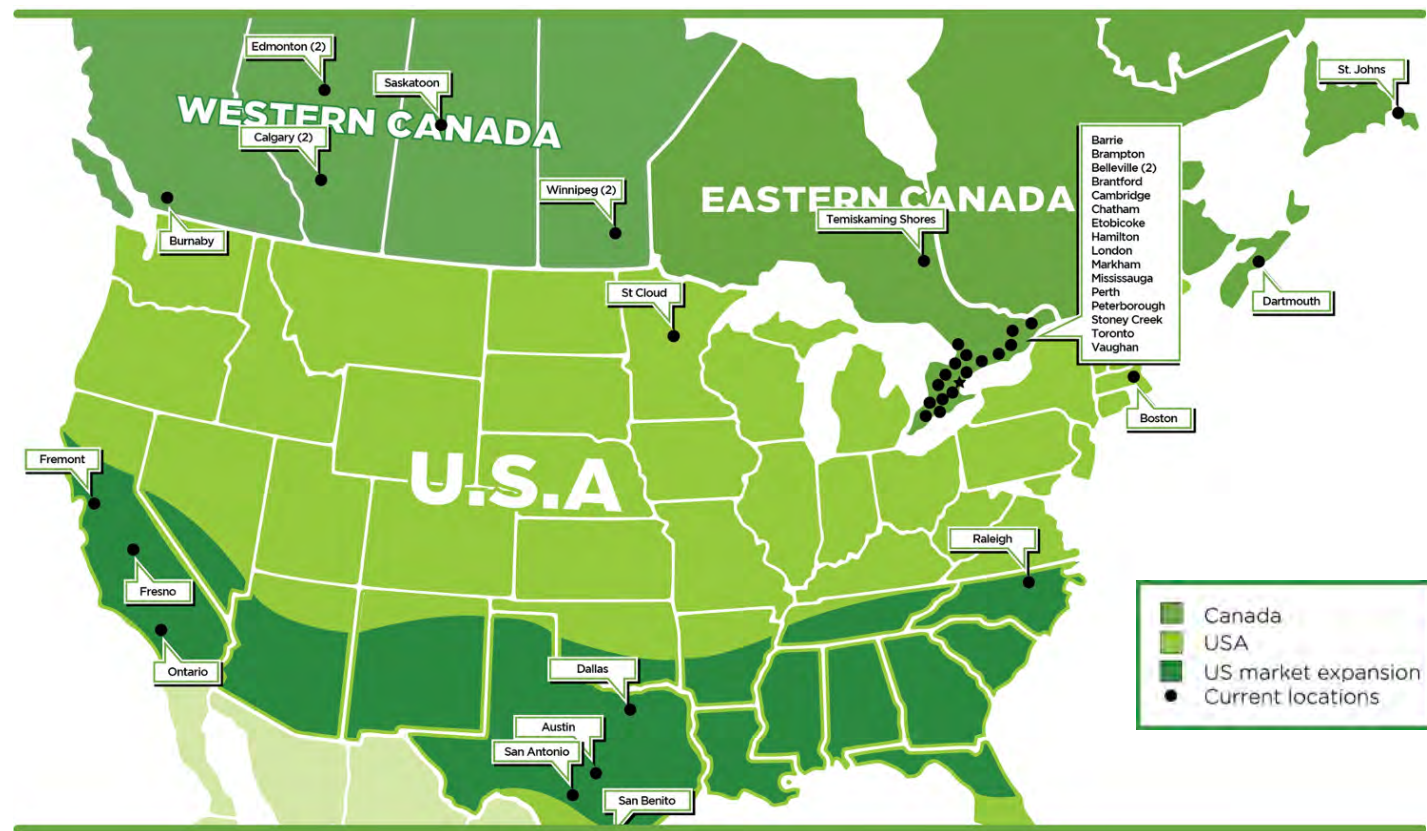 Edmonton (2)
Saskatoon
WESTERN CANADA
Calgary (2)
Winnipeg (2)
Burnaby
St. Johns
EASTERN CANADA
Temiskaming Shores
Barrie
Brampton
Belleville (2)
Brantford
Cambridge
Chatham
Etobicoke
Hamilton
London
Markham
Mississauga
Perth
Peterborough
Stoney Creek
Toronto
Vaughan
Dartmouth
St Cloud
Boston
U.S.A
Fremont
Fresno
Ontario
Raleigh
Dallas
Austin
San Antonio
San Benito
Canada
USA
US market expansion
Current locations